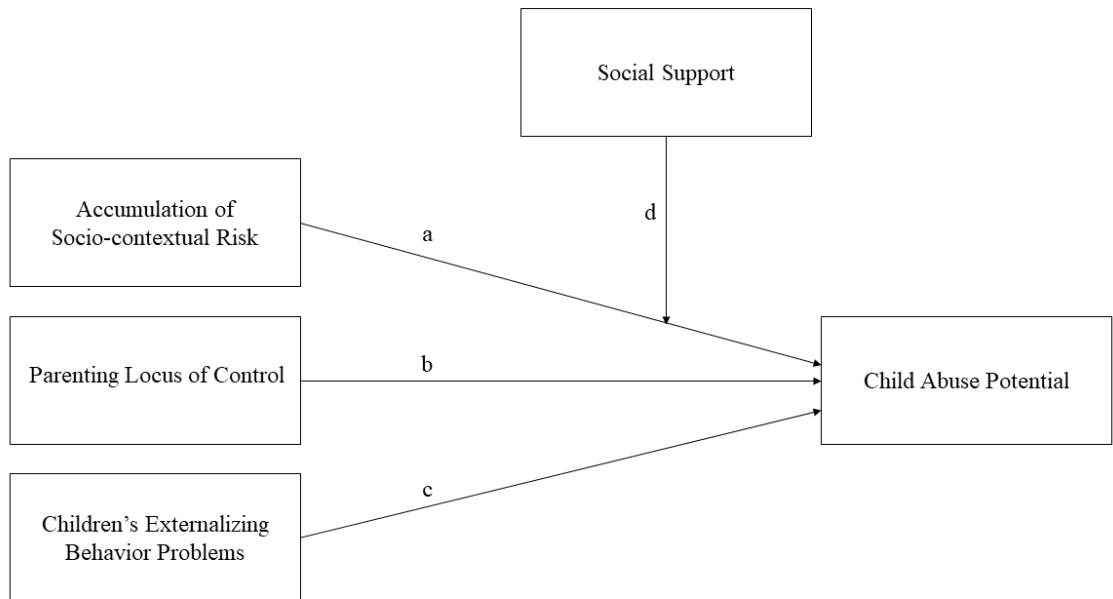 Social Support
d
Accumulation of
Socio-contextual Risk
a
Parenting Locus of Control
b
Child Abuse Potential
c
Children’s Externalizing
Behavior Problems